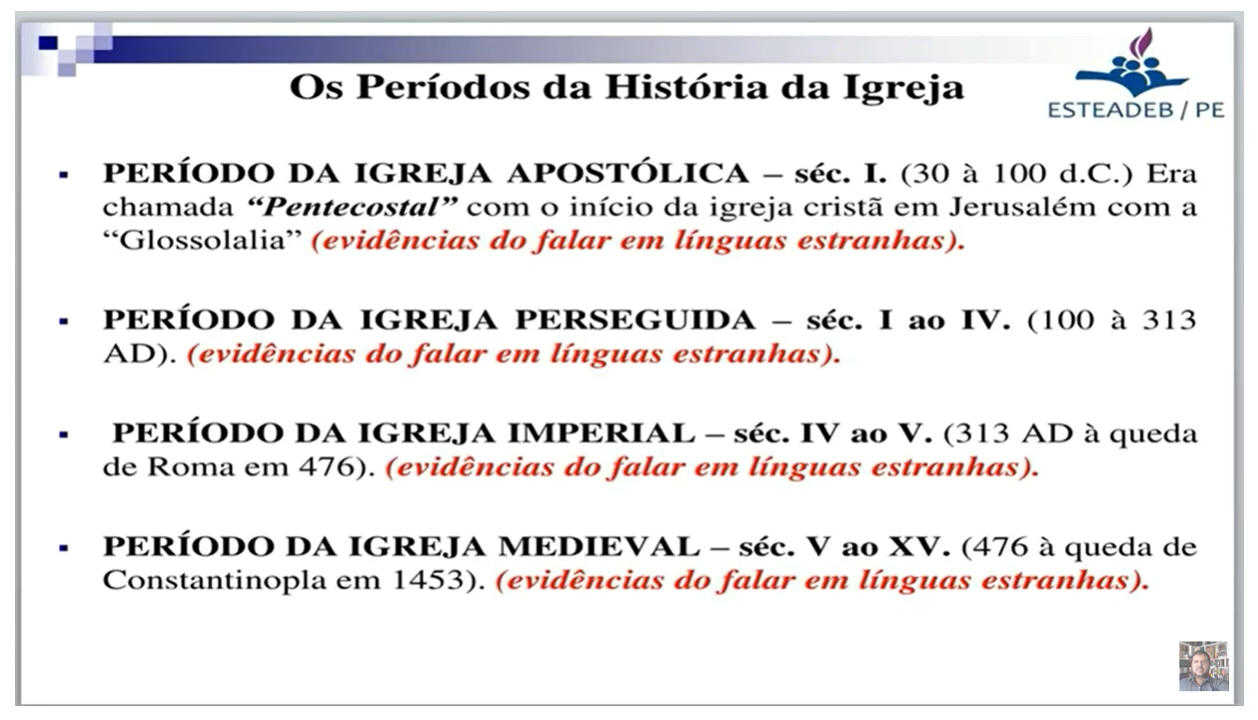 Os Períodos da História da Igreja
ESTEADEB / PE
▪ PERÍODO DA IGREJA APOSTÓLICA – séc. I. (30 à 100 d.C.) Era
chamada “Pentecostal” com o início da igreja cristã em Jerusalém com a
“Glossolalia” (evidências do falar em línguas estranhas).
▪ PERÍODO DA IGREJA PERSEGUIDA – séc. I ao IV. (100 à 313
AD). (evidências do falar em línguas estranhas).
▪ PERÍODO DA IGREJA IMPERIAL – séc. IV ao V. (313 AD à queda
de Roma em 476). (evidências do falar em línguas estranhas).
▪ PERÍODO DA IGREJA MEDIEVAL – séc. V ao XV. (476 à queda de
Constantinopla em 1453). (evidências do falar em línguas estranhas).